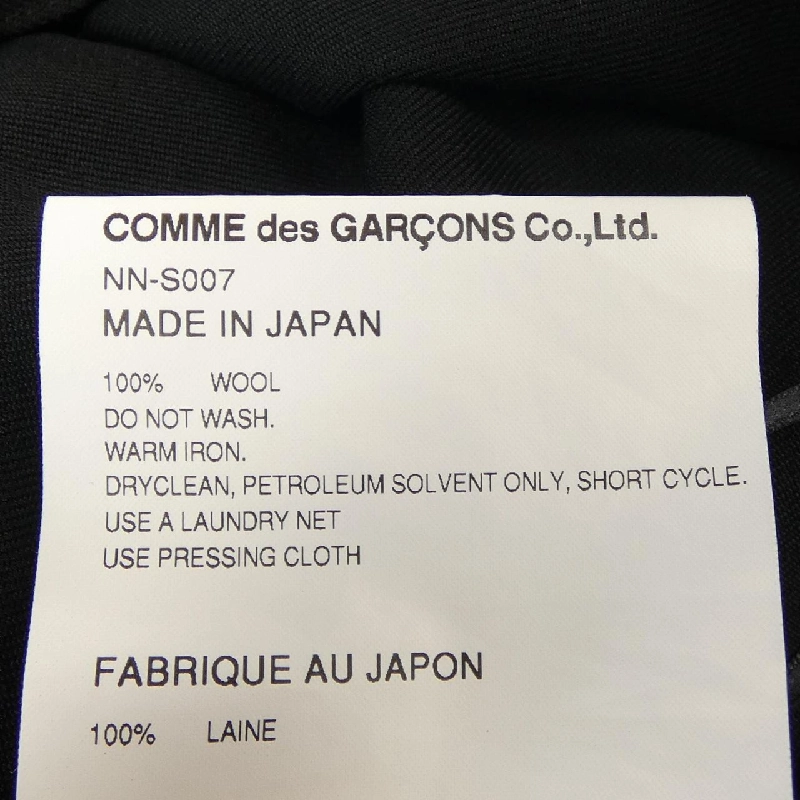 COMME des GARÇONS Co.,Ltd.
NN-S007
MADE IN JAPAN
100% WOOL
DO NOT WASH.
WARM IRON.
DRYCLEAN, PETROLEUM SOLVENT ONLY, SHORT CYCLE.
USE A LAUNDRY NET
USE PRESSING CLOTH
FABRIQUE AU JAPON
100% LAINE